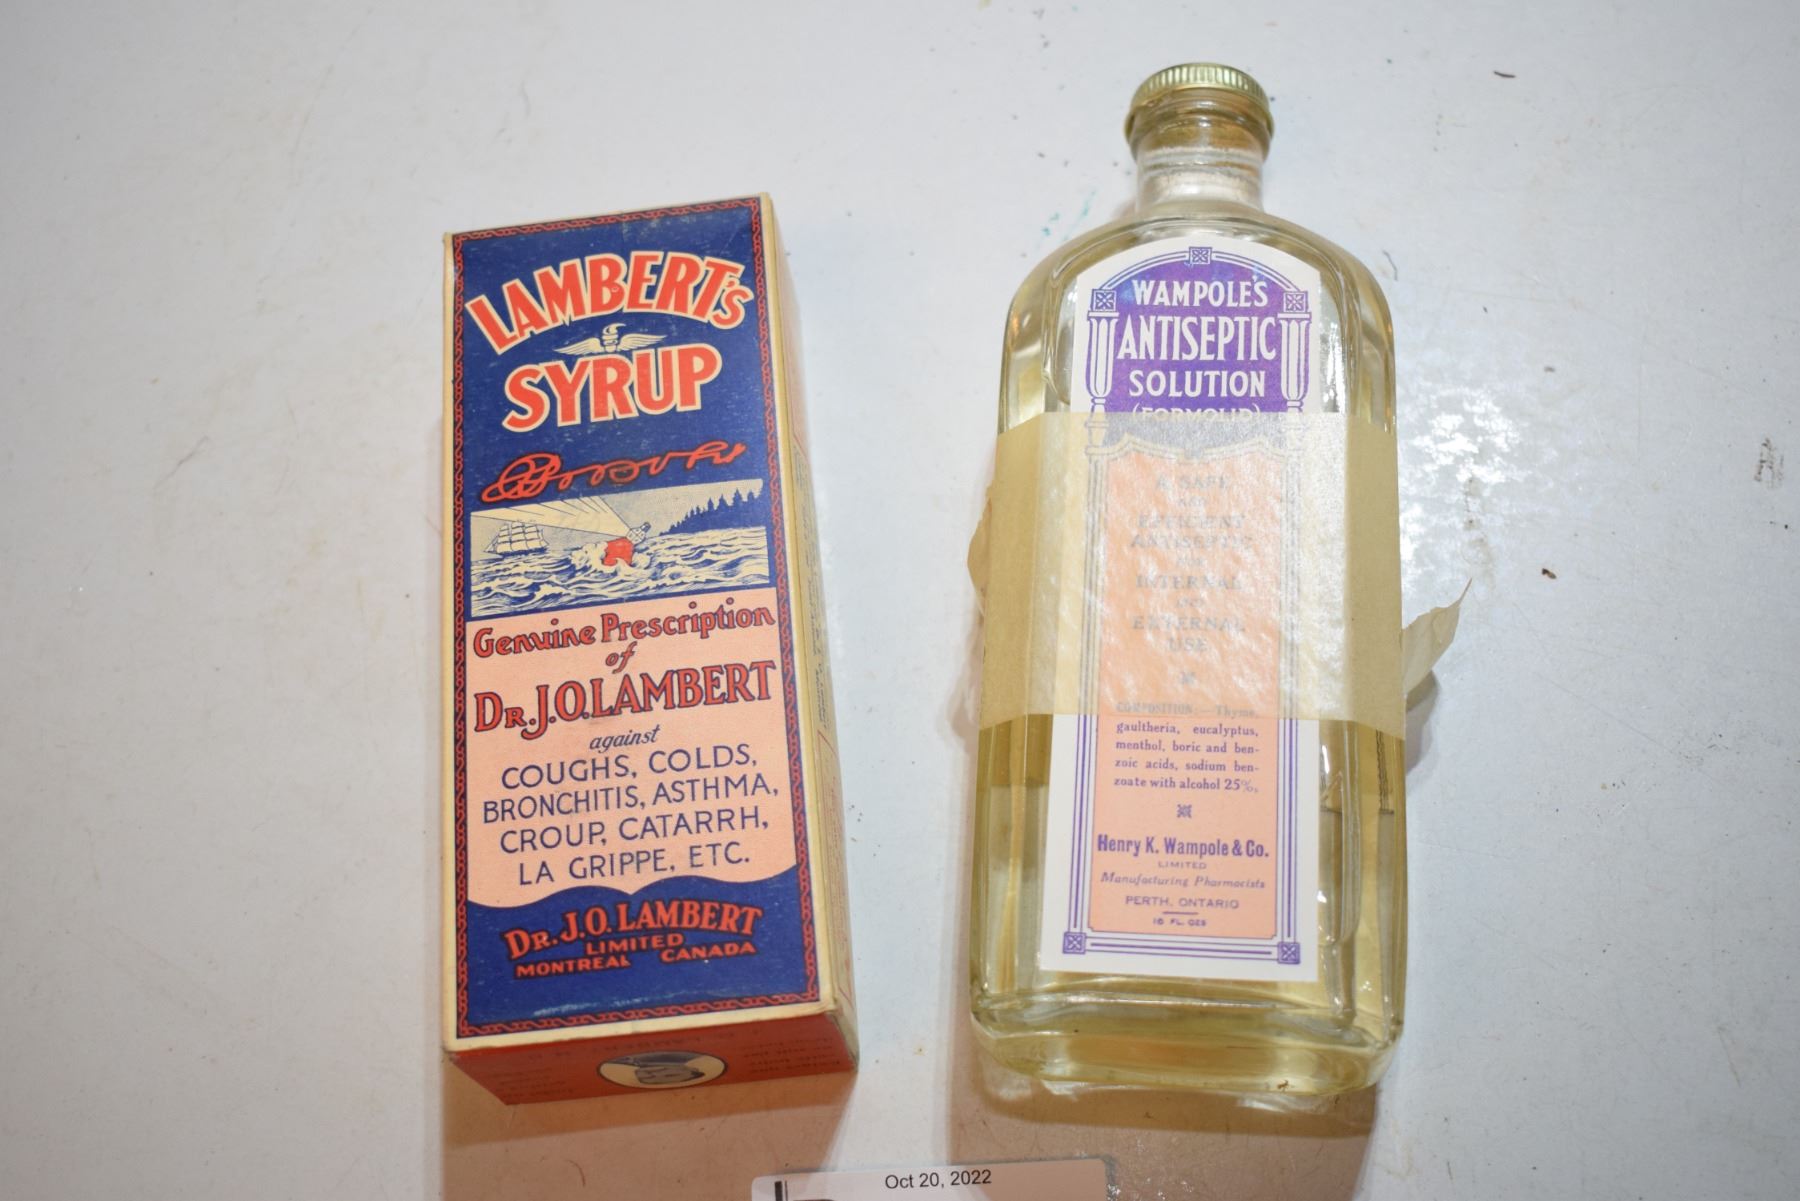 LAMBERT'S
SYRUP
Genuine Prescription
of
DR. J.O. LAMBERT
against
COUGHS, COLDS,
BRONCHITIS, ASTHMA,
CROUP, CATARRH,
LA GRIPPE, ETC.
DR. J.O. LAMBERT
LIMITED
MONTREAL CANADA
WAMPOLE'S
ANTISEPTIC
SOLUTION
(FORMOLID)
A SAFE
AND
EFFICIENT
ANTISEPTIC
FOR
INTERNAL
AND
EXTERNAL
USE
COMPOSITION:—Thyme,
gaultheria, eucalyptus,
menthol, boric and ben-
zoic acids, sodium ben-
zoate with alcohol 25%,
Henry K. Wampole & Co.
LIMITED
Manufacturing Pharmacists
PERTH, ONTARIO
16 FL. OZS
Oct 20, 2022